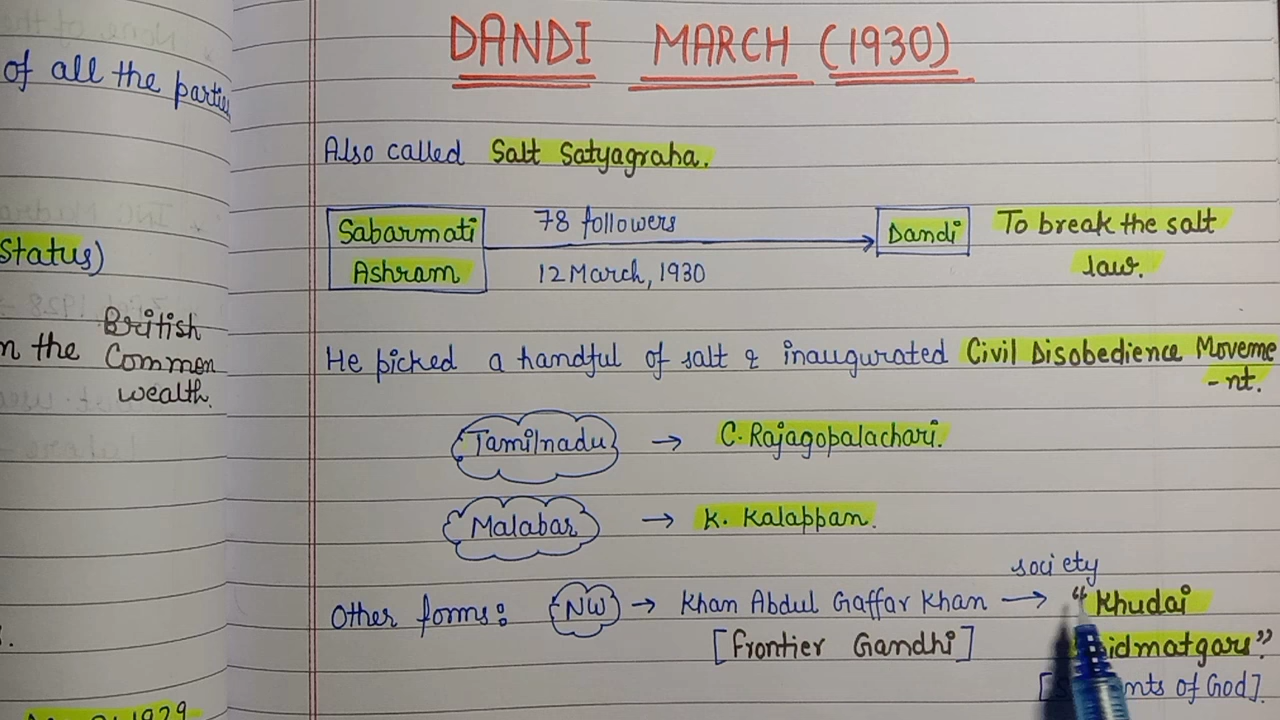 of all the parties
Status)
British
n the Common
wealth.
1929
DANDI MARCH (1930)
Also called Salt Satyagraha.
Sabarmati
Ashram
78 followers
12 March, 1930
Dandi
To break the salt
law.
He picked a handful of salt & inaugurated Civil Disobedience Moveme
-nt.
Tamilnadu → C. Rajagopalachari.
Malabar → K. Kalappan.
society
Other forms: NW → Khan Abdul Gaffar Khan → "Khudai
[Frontier Gandhi] idmatgars"
nts of God].